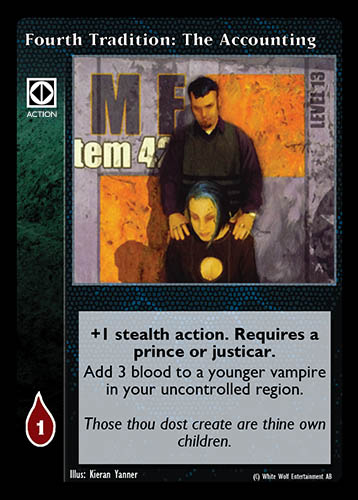 Fourth Tradition: The Accounting
ACTION
M E
tem 42
LEVEL 13
+1 stealth action. Requires a
prince or justicar.
Add 3 blood to a younger vampire
in your uncontrolled region.
Those thou dost create are thine own
children.
1
Illus: Kieran Yanner
(C) White Wolf Entertainment AB